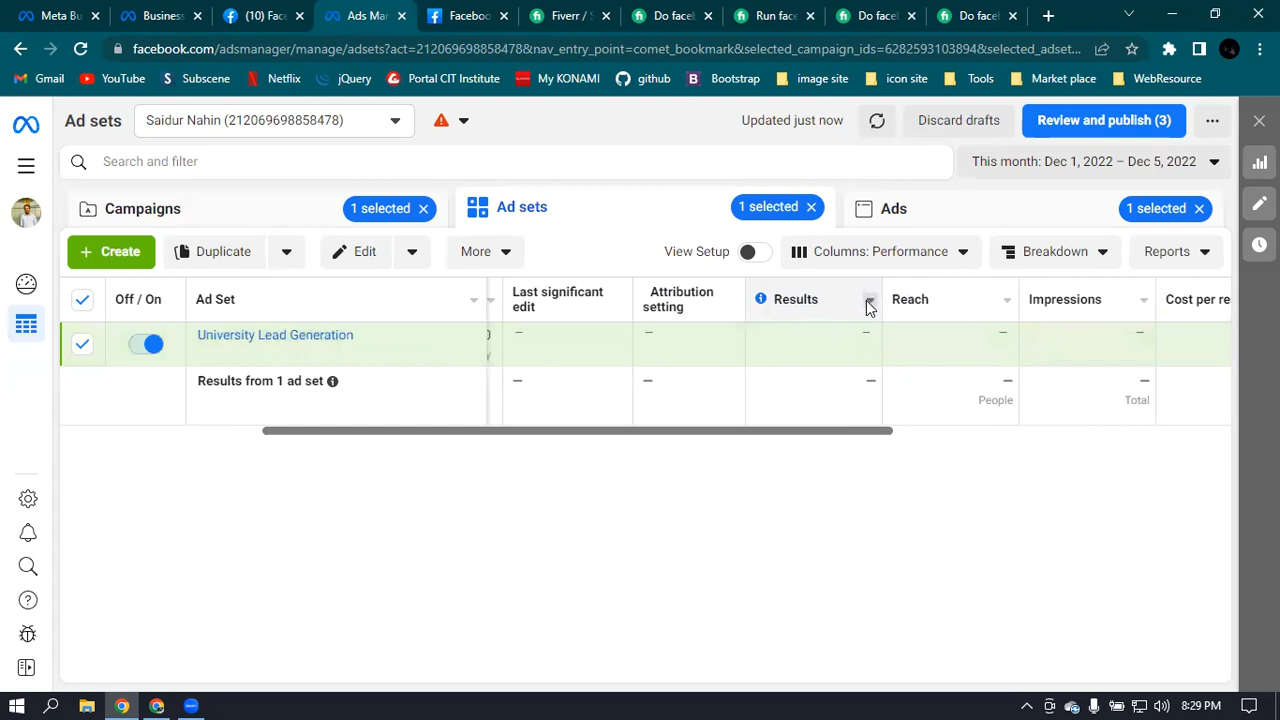 Meta Bu
Business
(10) Face
Ads Mar
Faceboo
Fiverr / S
Do faceb
Run face
Do facel
Do facel
facebook.com/adsmanager/manage/adsets?act=212069698858478&nav_entry_point=comet_bookmark&selected_campaign_ids=6282593103894&selected_adset...
Gmail
YouTube
Subscene
Netflix
jQuery
Portal CIT Institute
My KONAMI
github
Bootstrap
image site
icon site
Tools
Market place
WebResource
Ad sets
Saidur Nahin (212069698858478)
Updated just now
Discard drafts
Review and publish (3)
Search and filter
This month: Dec 1, 2022 – Dec 5, 2022
Campaigns
1 selected
Ad sets
1 selected
Ads
1 selected
+ Create
Duplicate
Edit
More
View Setup
Columns: Performance
Breakdown
Reports
Off / On
Ad Set
Last significant
edit
Attribution
setting
Results
Reach
Impressions
Cost per re
University Lead Generation
–
–
–
–
–
Results from 1 ad set
–
–
–
–
–
People
Total
8:29 PM